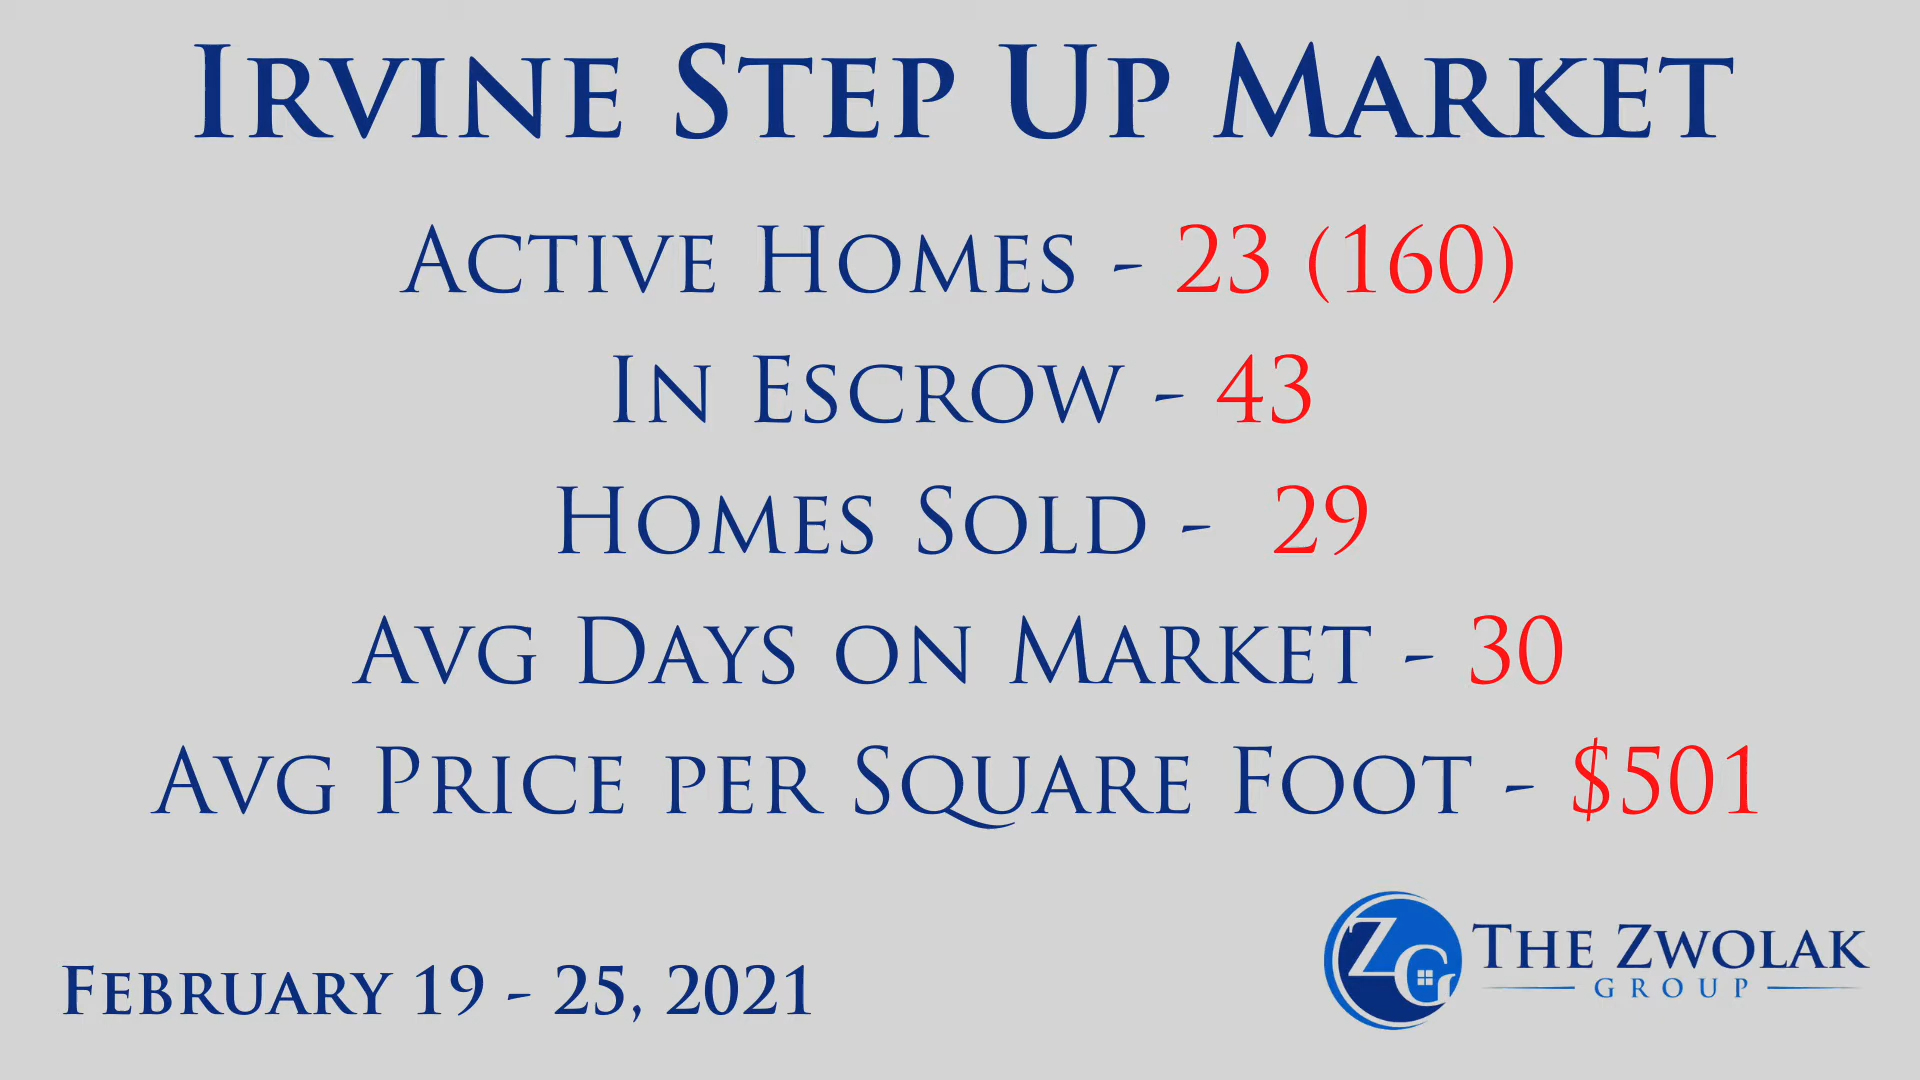 Irvine Step Up Market
Active Homes - 23 (160)
In Escrow - 43
Homes Sold - 29
Avg Days on Market - 30
Avg Price per Square Foot - $501
February 19 - 25, 2021
ZG
The Zwolak
Group